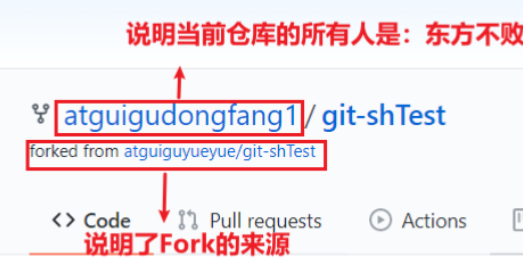 说明当前仓库的所有人是：东方不败
atguigudongfang1 / git-shTest
forked from atguiguyueyue/git-shTest
<> Code Pull requests Actions
说明了Fork的来源